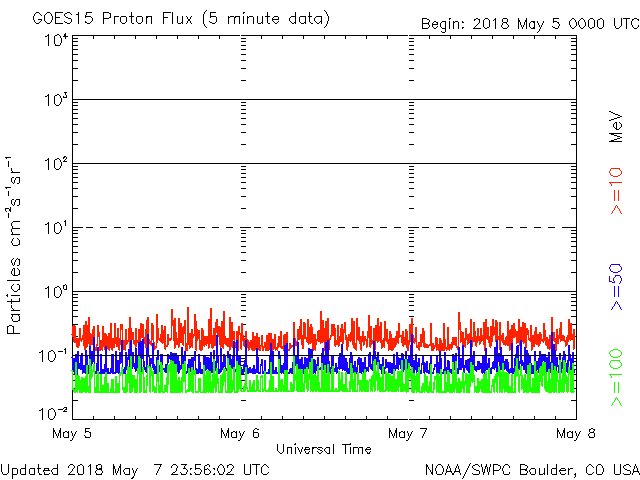 GOES15 Proton Flux (5 minute data)
Begin: 2018 May 5 0000 UTC
10⁴
10³
10²
10¹
10⁰
10⁻¹
10⁻²
Particles cm⁻²s⁻¹sr⁻¹
MeV
>=10
>=50
>=100
May 5
May 6
May 7
May 8
Universal Time
Updated 2018 May 7 23:56:02 UTC
NOAA/SWPC Boulder, CO USA